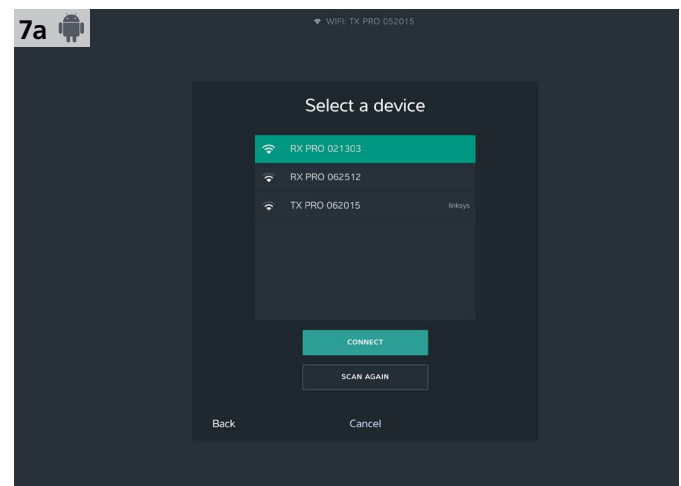 7a
WIFI: TX PRO 052015
Select a device
RX PRO 021303
RX PRO 062512
TX PRO 062015 linksys
CONNECT
SCAN AGAIN
Back Cancel